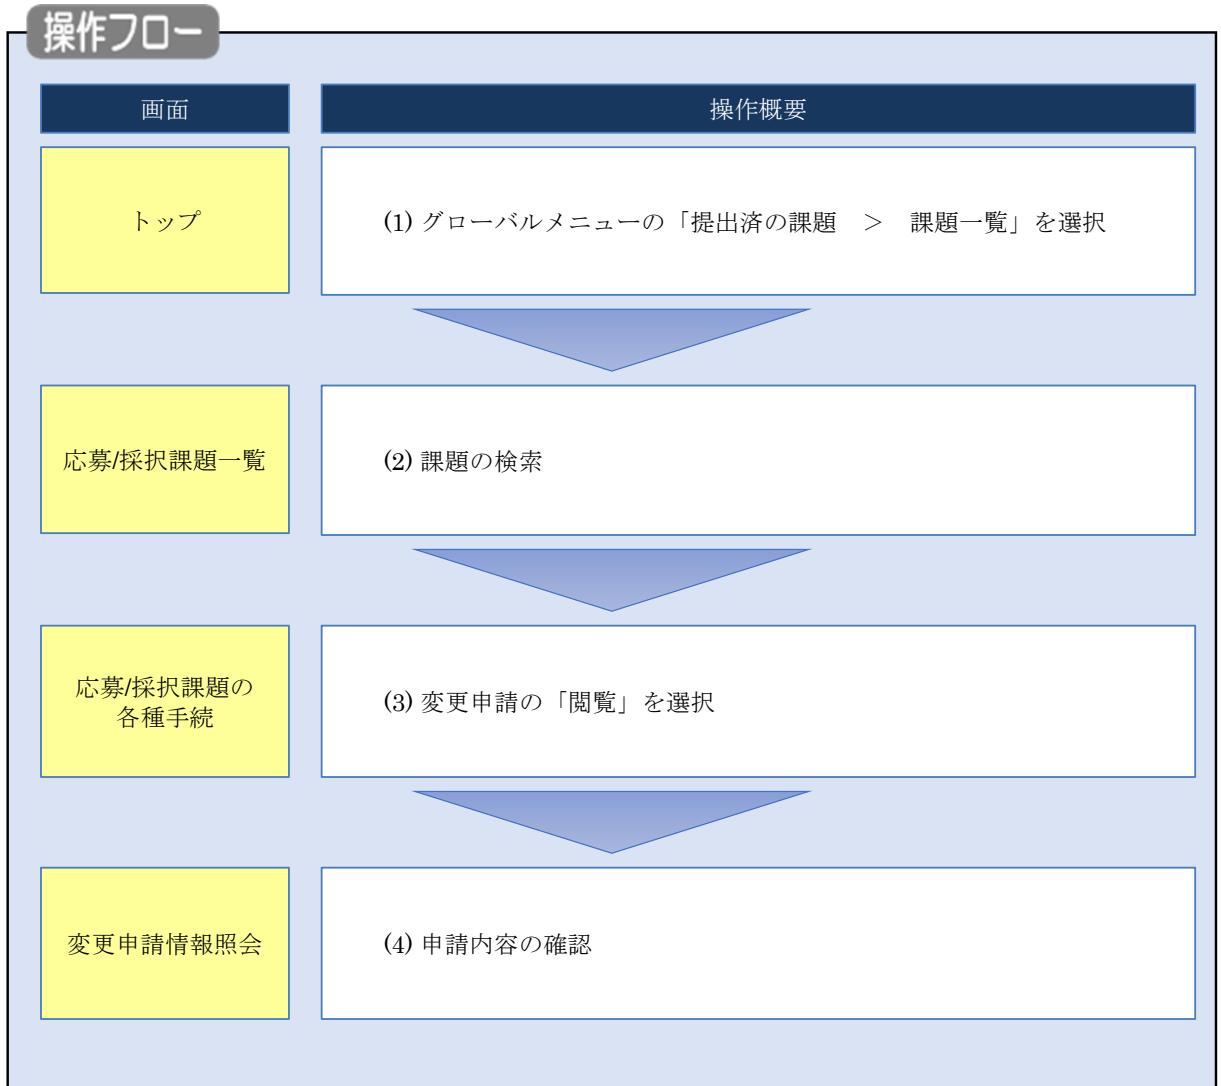 操作フロー
画面
操作概要
トップ
(1) グローバルメニューの「提出済の課題　＞　課題一覧」を選択
応募/採択課題一覧
(2) 課題の検索
応募/採択課題の
各種手続
(3) 変更申請の「閲覧」を選択
変更申請情報照会
(4) 申請内容の確認